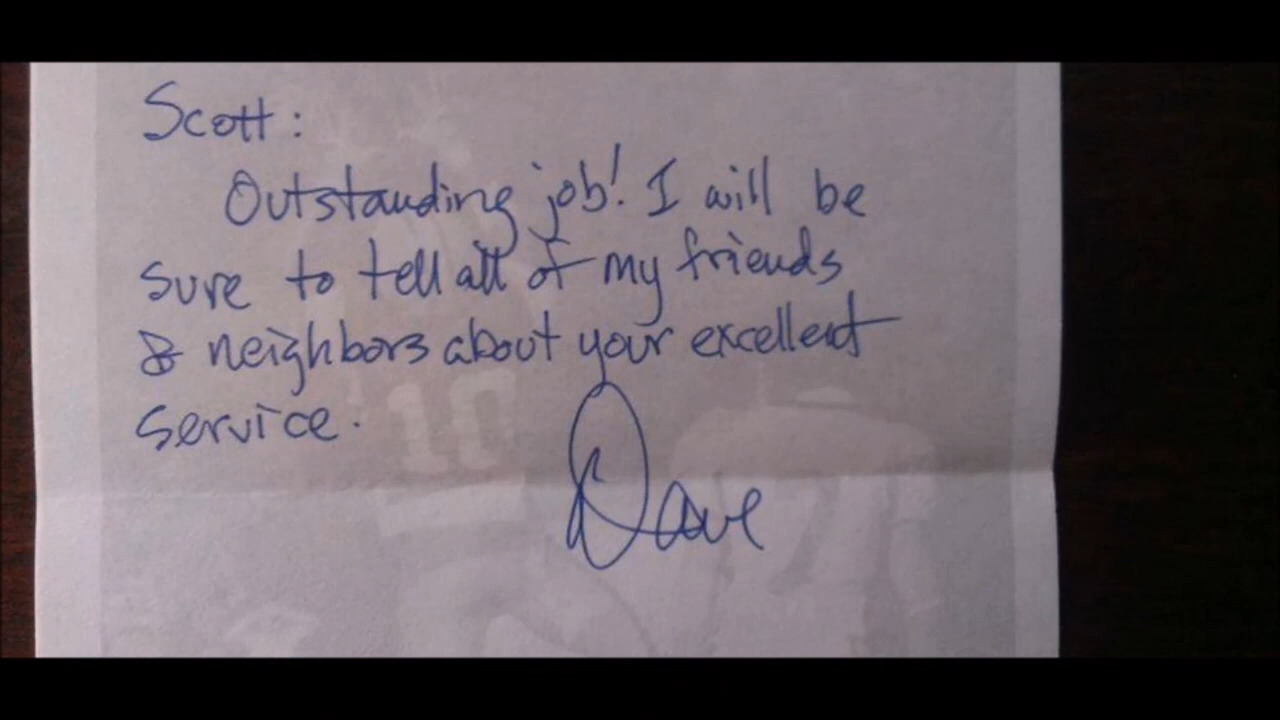 Scott:
Outstanding job! I will be
sure to tell all of my friends
& neighbors about your excellent
service.
Dave